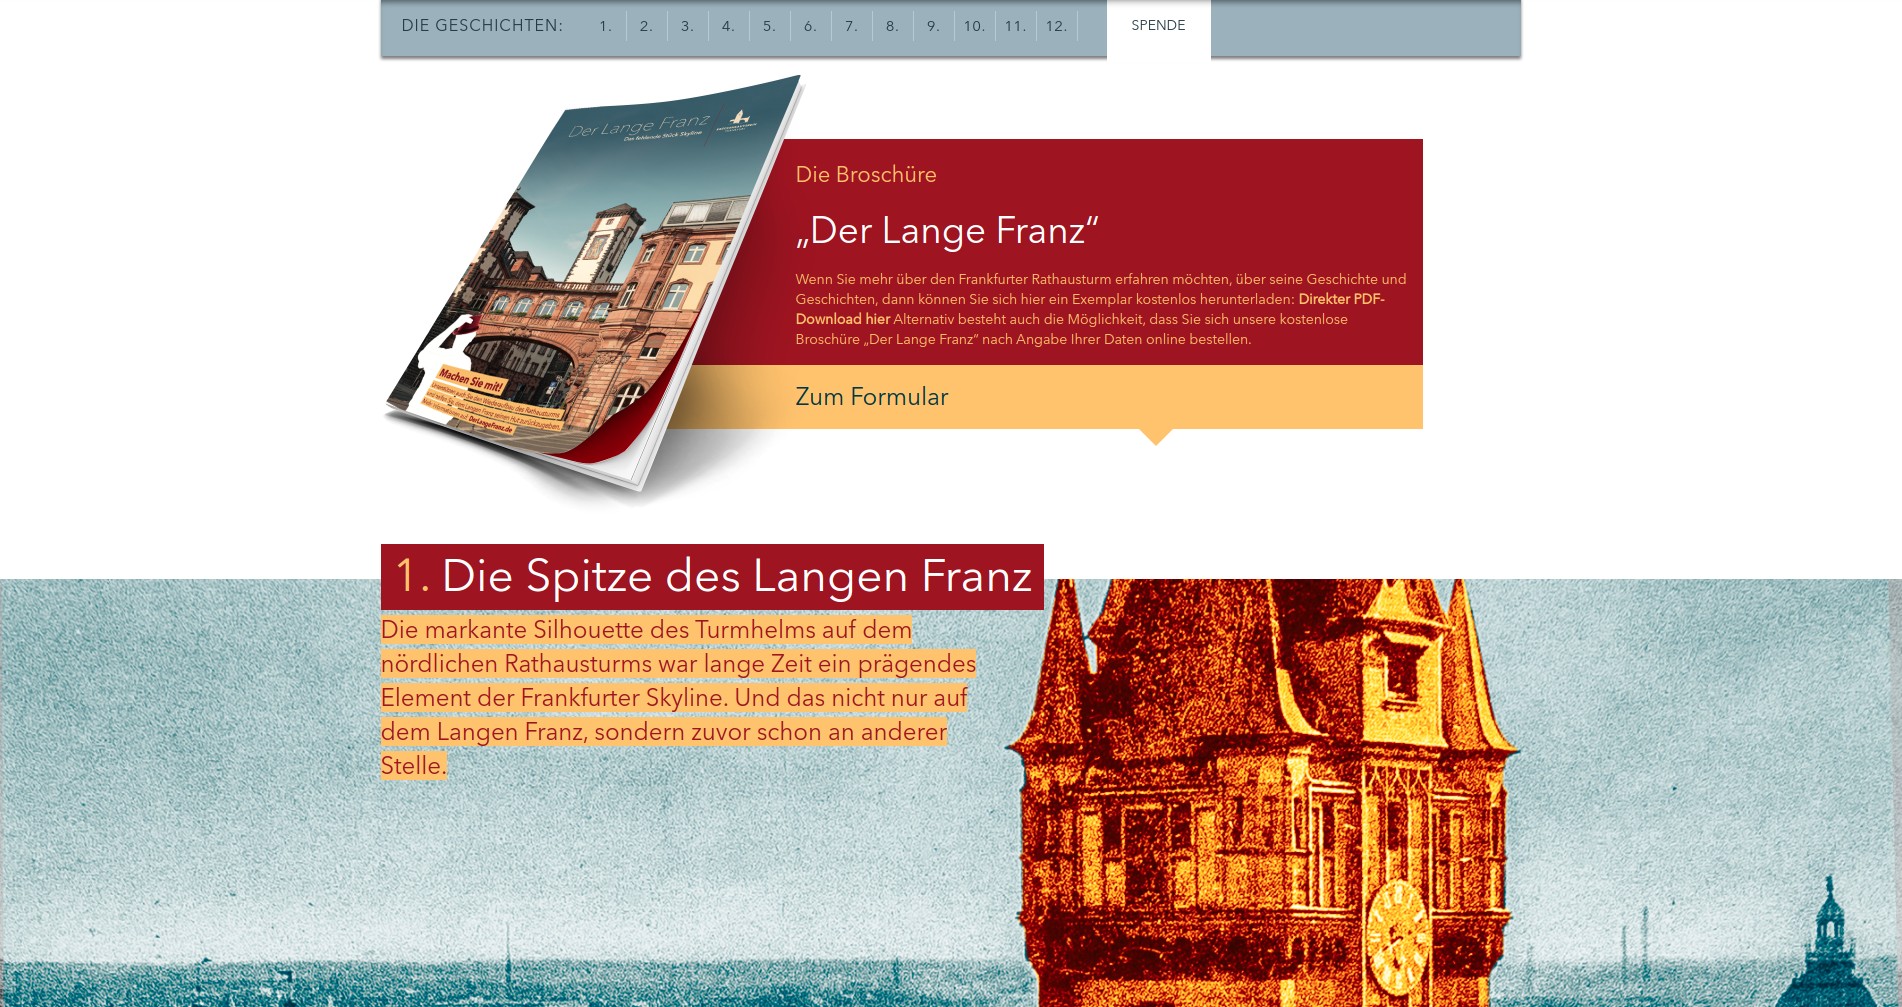 DIE GESCHICHTEN: 1. 2. 3. 4. 5. 6. 7. 8. 9. 10. 11. 12. SPENDE
Der Lange Franz
Das fehlende Stück Skyline
Die Broschüre
„Der Lange Franz“
Wenn Sie mehr über den Frankfurter Rathausturm erfahren möchten, über seine Geschichte und
Geschichten, dann können Sie sich hier ein Exemplar kostenlos herunterladen: Direkter PDF-
Download hier Alternativ besteht auch die Möglichkeit, dass Sie sich unsere kostenlose
Broschüre „Der Lange Franz“ nach Angabe Ihrer Daten online bestellen.
Machen Sie mit!
DerLangeFranz.de
Zum Formular
1. Die Spitze des Langen Franz
Die markante Silhouette des Turmhelms auf dem
nördlichen Rathausturms war lange Zeit ein prägendes
Element der Frankfurter Skyline. Und das nicht nur auf
dem Langen Franz, sondern zuvor schon an anderer
Stelle.